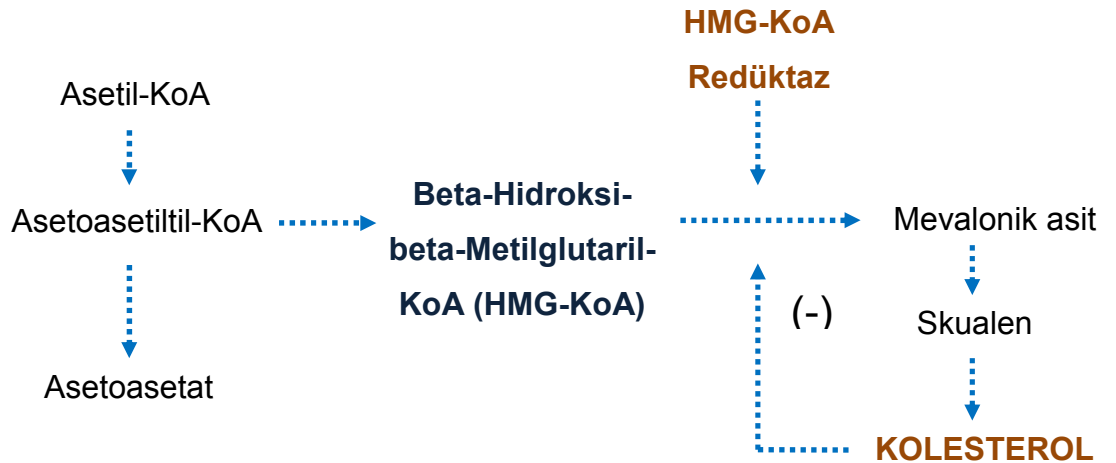 HMG-KoA
Redüktaz
Asetil-KoA
Asetoasetiltil-KoA
Beta-Hidroksi-
beta-Metilglutaril-
KoA (HMG-KoA)
Mevalonik asit
(-)
Skualen
Asetoasetat
KOLESTEROL